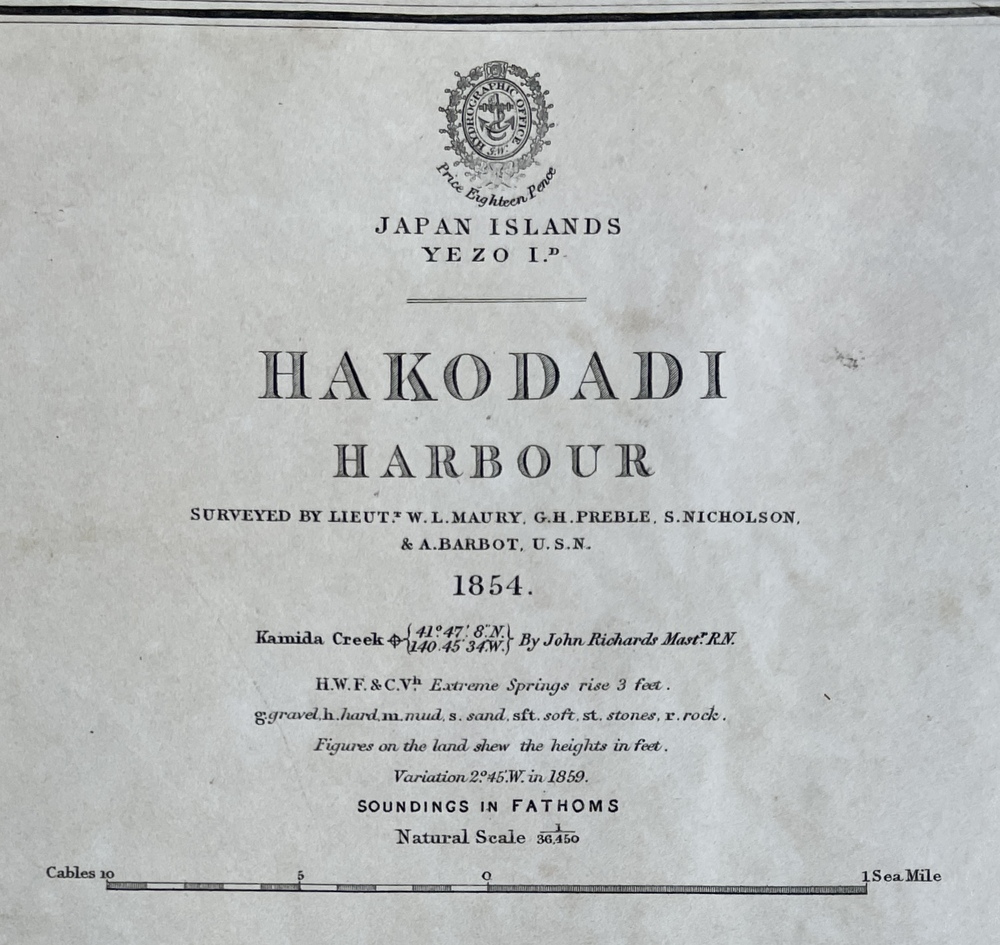 HYDROGRAPHIC OFFICE
Price Eighteen Pence
JAPAN ISLANDS
YEZO I.ᴰ
HAKODADI
HARBOUR
SURVEYED BY LIEUT.ˢ W.L.MAURY, G.H.PREBLE, S.NICHOLSON,
& A.BARBOT, U.S.N.
1854.
Kamida Creek {41°47' 8"N. 140.45 34.W.} By John Richards Mast.ʳ R.N.
H.W.F.&C.V.ʰ Extreme Springs rise 3 feet.
g.gravel, h.hard, m.mud, s. sand, sft. soft, st. stones, r. rock.
Figures on the land shew the heights in feet.
Variation 2°45'.W. in 1859.
SOUNDINGS IN FATHOMS
Natural Scale 1/36,450
Cables 10 5 0 1 Sea Mile